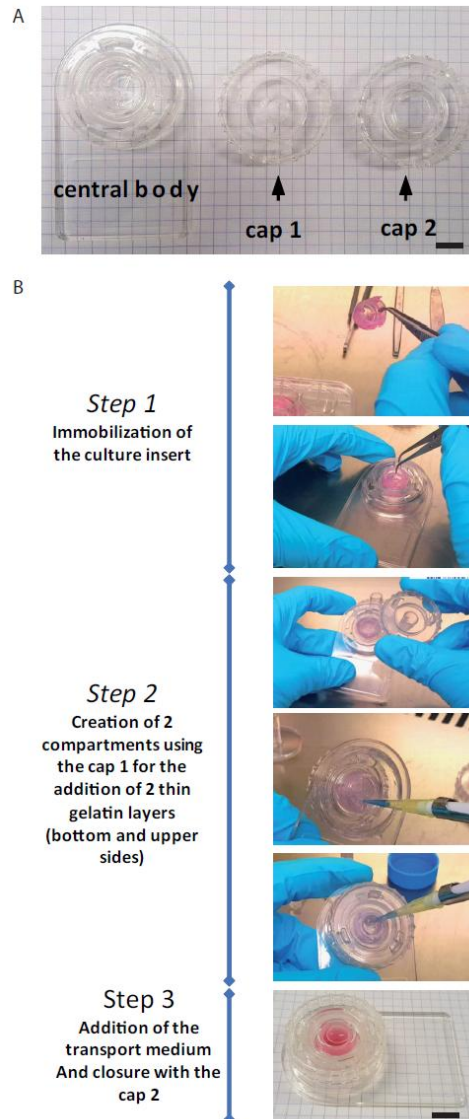 A
central body
cap 1
cap 2
B
Step 1
Immobilization of
the culture insert
Step 2
Creation of 2
compartments using
the cap 1 for the
addition of 2 thin
gelatin layers
(bottom and upper
sides)
Step 3
Addition of the
transport medium
And closure with the
cap 2